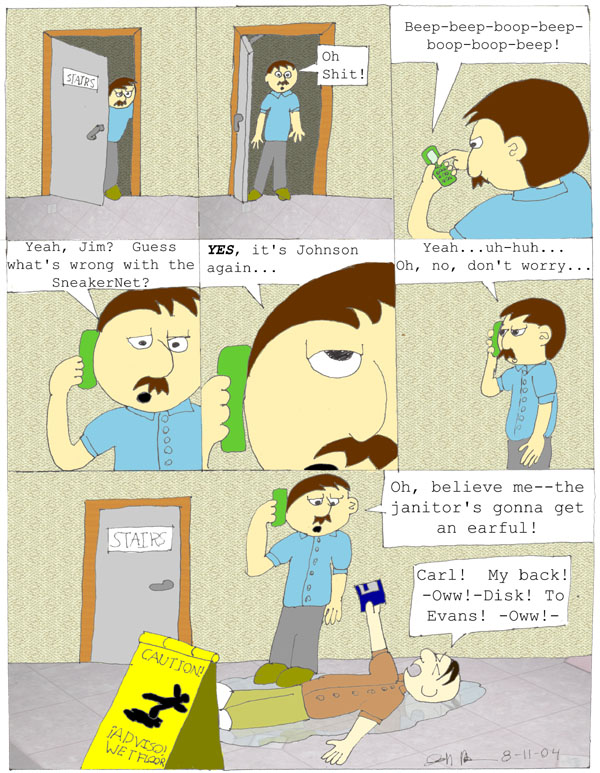 STAIRS
Oh
Shit!
Beep-beep-boop-beep-
boop-boop-beep!
Yeah, Jim?  Guess
what's wrong with the
SneakerNet?
YES, it's Johnson
again...
Yeah...uh-huh...
Oh, no, don't worry...
STAIRS
Oh, believe me--the
janitor's gonna get
an earful!
Carl!  My back!
-Oww!-Disk! To
Evans! -Oww!-
CAUTION!
¡ADVISO!
WET FLOOR
8-11-04